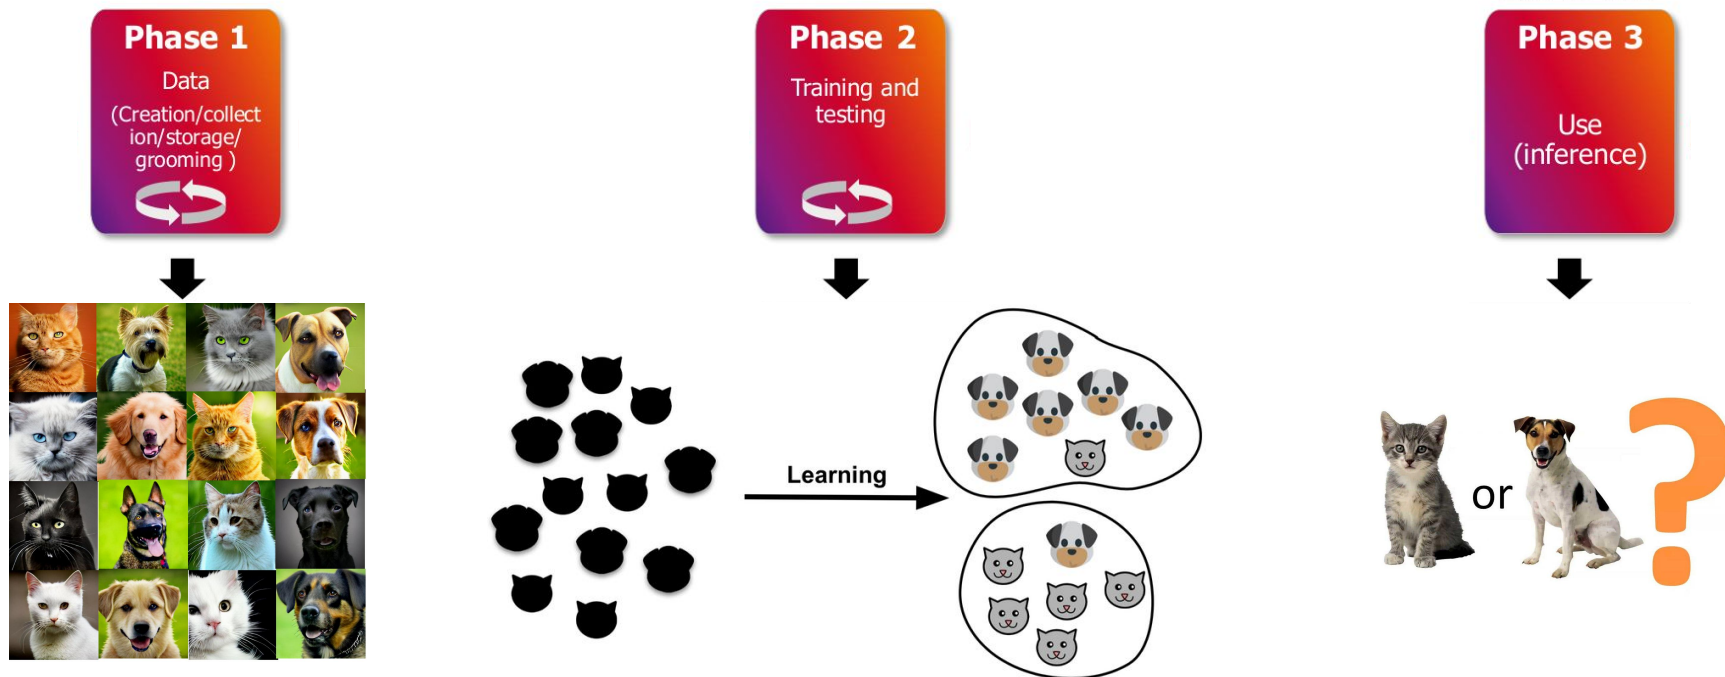 Phase 1
Data
(Creation/collect
ion/storage/
grooming )
Phase 2
Training and
testing
Learning
Phase 3
Use
(inference)
or
?